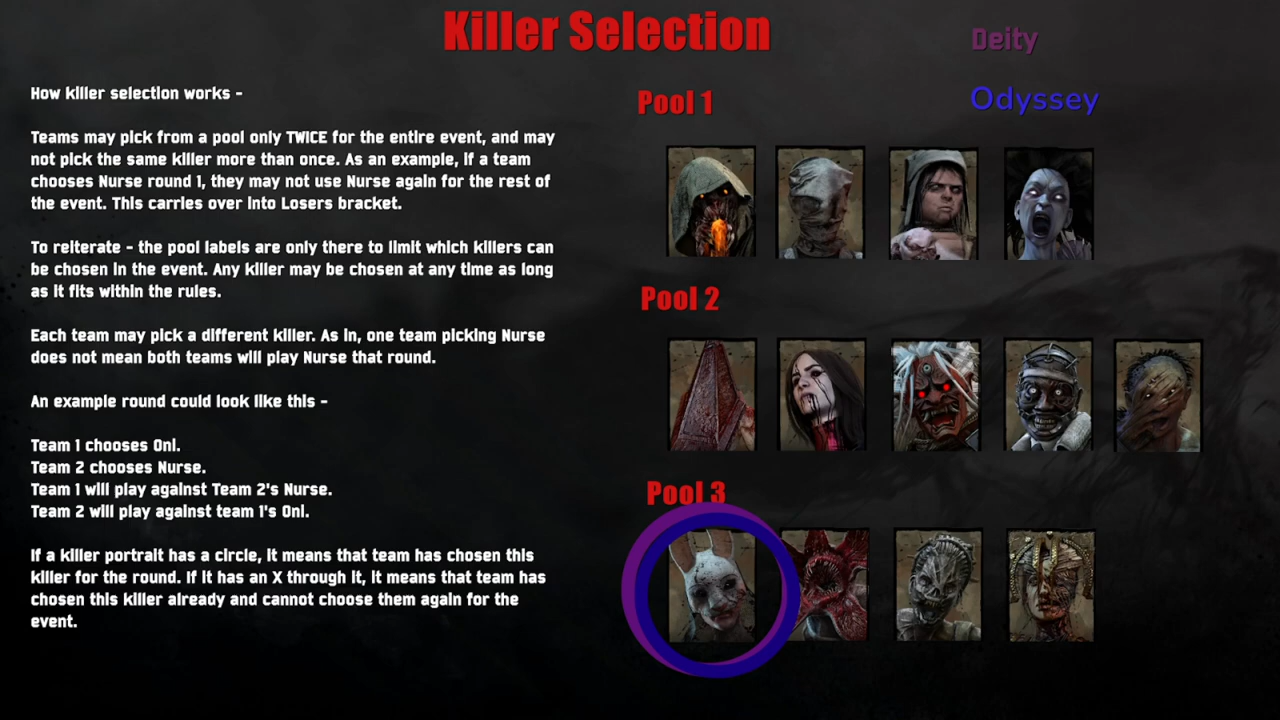 Killer Selection
Deity
Odyssey
How killer selection works -
Teams may pick from a pool only TWICE for the entire event, and may
not pick the same killer more than once. As an example, if a team
chooses Nurse round 1, they may not use Nurse again for the rest of
the event. This carries over into Losers bracket.
To reiterate - the pool labels are only there to limit which killers can
be chosen in the event. Any killer may be chosen at any time as long
as it fits within the rules.
Each team may pick a different killer. As in, one team picking Nurse
does not mean both teams will play Nurse that round.
An example round could look like this -
Team 1 chooses Oni.
Team 2 chooses Nurse.
Team 1 will play against Team 2's Nurse.
Team 2 will play against team 1's Oni.
If a killer portrait has a circle, it means that team has chosen this
killer for the round. If it has an X through it, it means that team has
chosen this killer already and cannot choose them again for the
event.
Pool 1
Pool 2
Pool 3